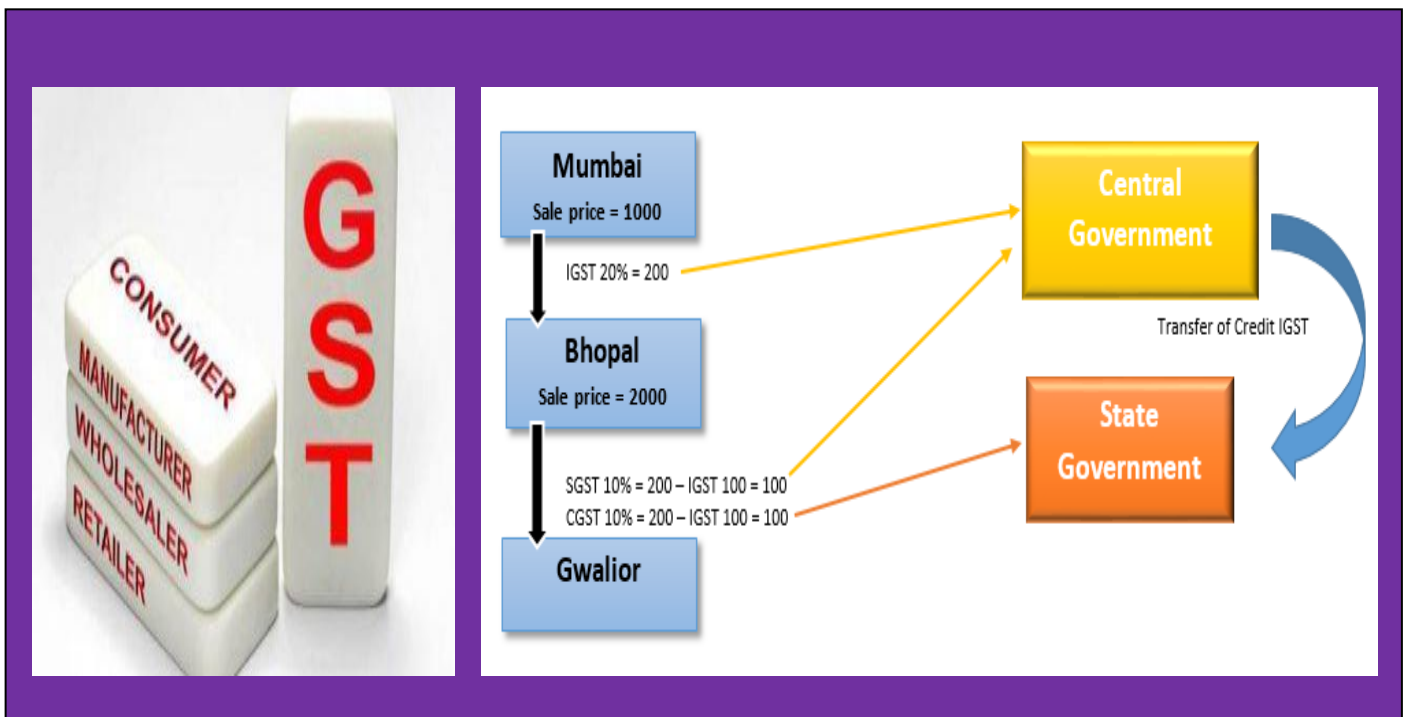 CONSUMER
MANUFACTURER
WHOLESALER
RETAILER
GST
Mumbai
Sale price = 1000
IGST 20% = 200
Bhopal
Sale price = 2000
SGST 10% = 200 – IGST 100 = 100
CGST 10% = 200 – IGST 100 = 100
Gwalior
Central
Government
Transfer of Credit IGST
State
Government